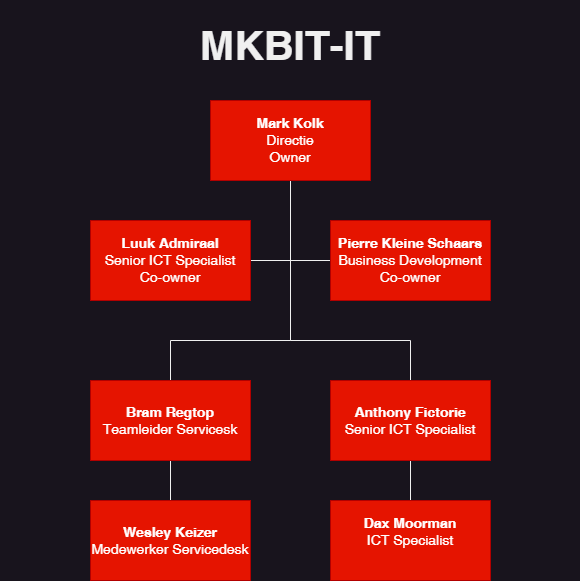 MKBIT-IT
Mark Kolk
Directie
Owner
Luuk Admiraal
Senior ICT Specialist
Co-owner
Pierre Kleine Schaars
Business Development
Co-owner
Bram Regtop
Teamleider Servicesk
Anthony Fictorie
Senior ICT Specialist
Wesley Keizer
Medewerker Servicedesk
Dax Moorman
ICT Specialist